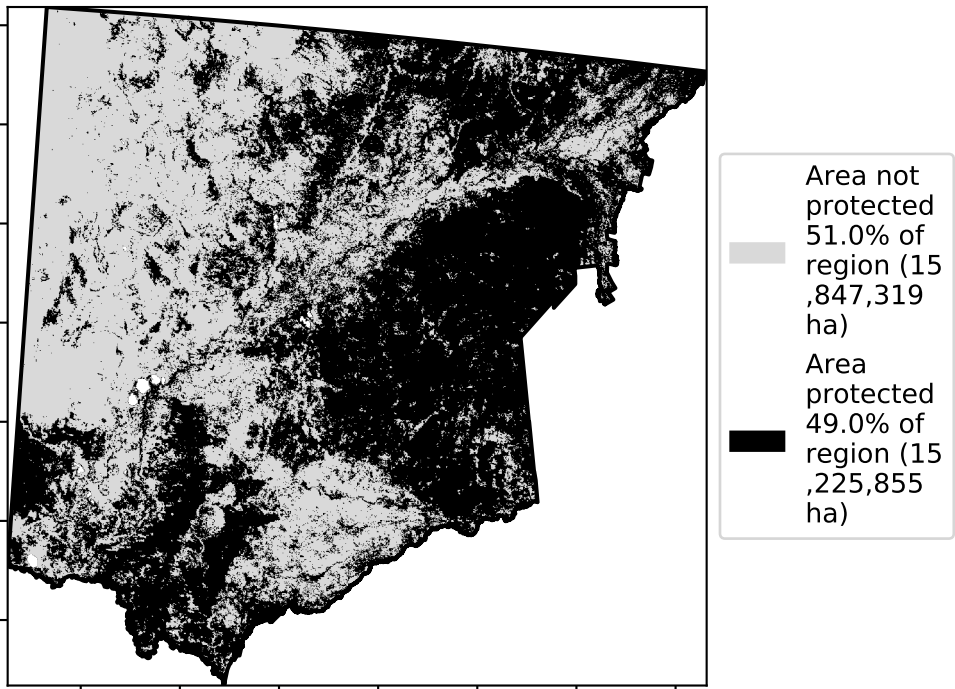 Area not
protected
51.0% of
region (15
,847,319
ha)
Area
protected
49.0% of
region (15
,225,855
ha)